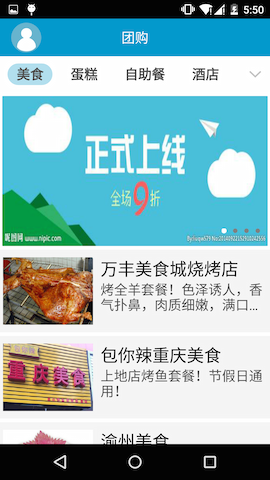 5:50
团购
美食 蛋糕 自助餐 酒店
正式上线
全场9折
昵图网 www.nipic.com
万丰美食城烧烤店
烤全羊套餐！色泽诱人，香
气扑鼻，肉质细嫩，满口...
重庆美食
包你辣重庆美食
上地店烤鱼套餐！节假日通
用！
渝州美食